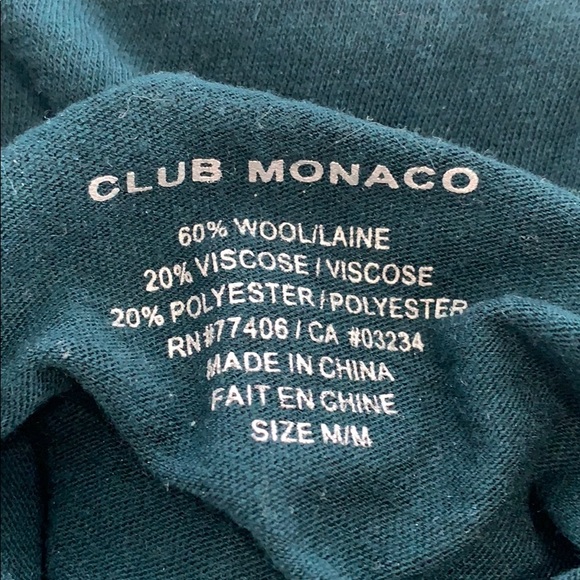 CLUB MONACO
60% WOOL/LAINE
20% VISCOSE / VISCOSE
20% POLYESTER / POLYESTER
RN#77406 / CA #03234
MADE IN CHINA
FAIT EN CHINE
SIZE M/M